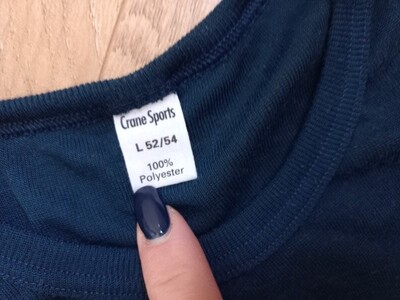 Crane Sports
L 52/54
100%
Polyester